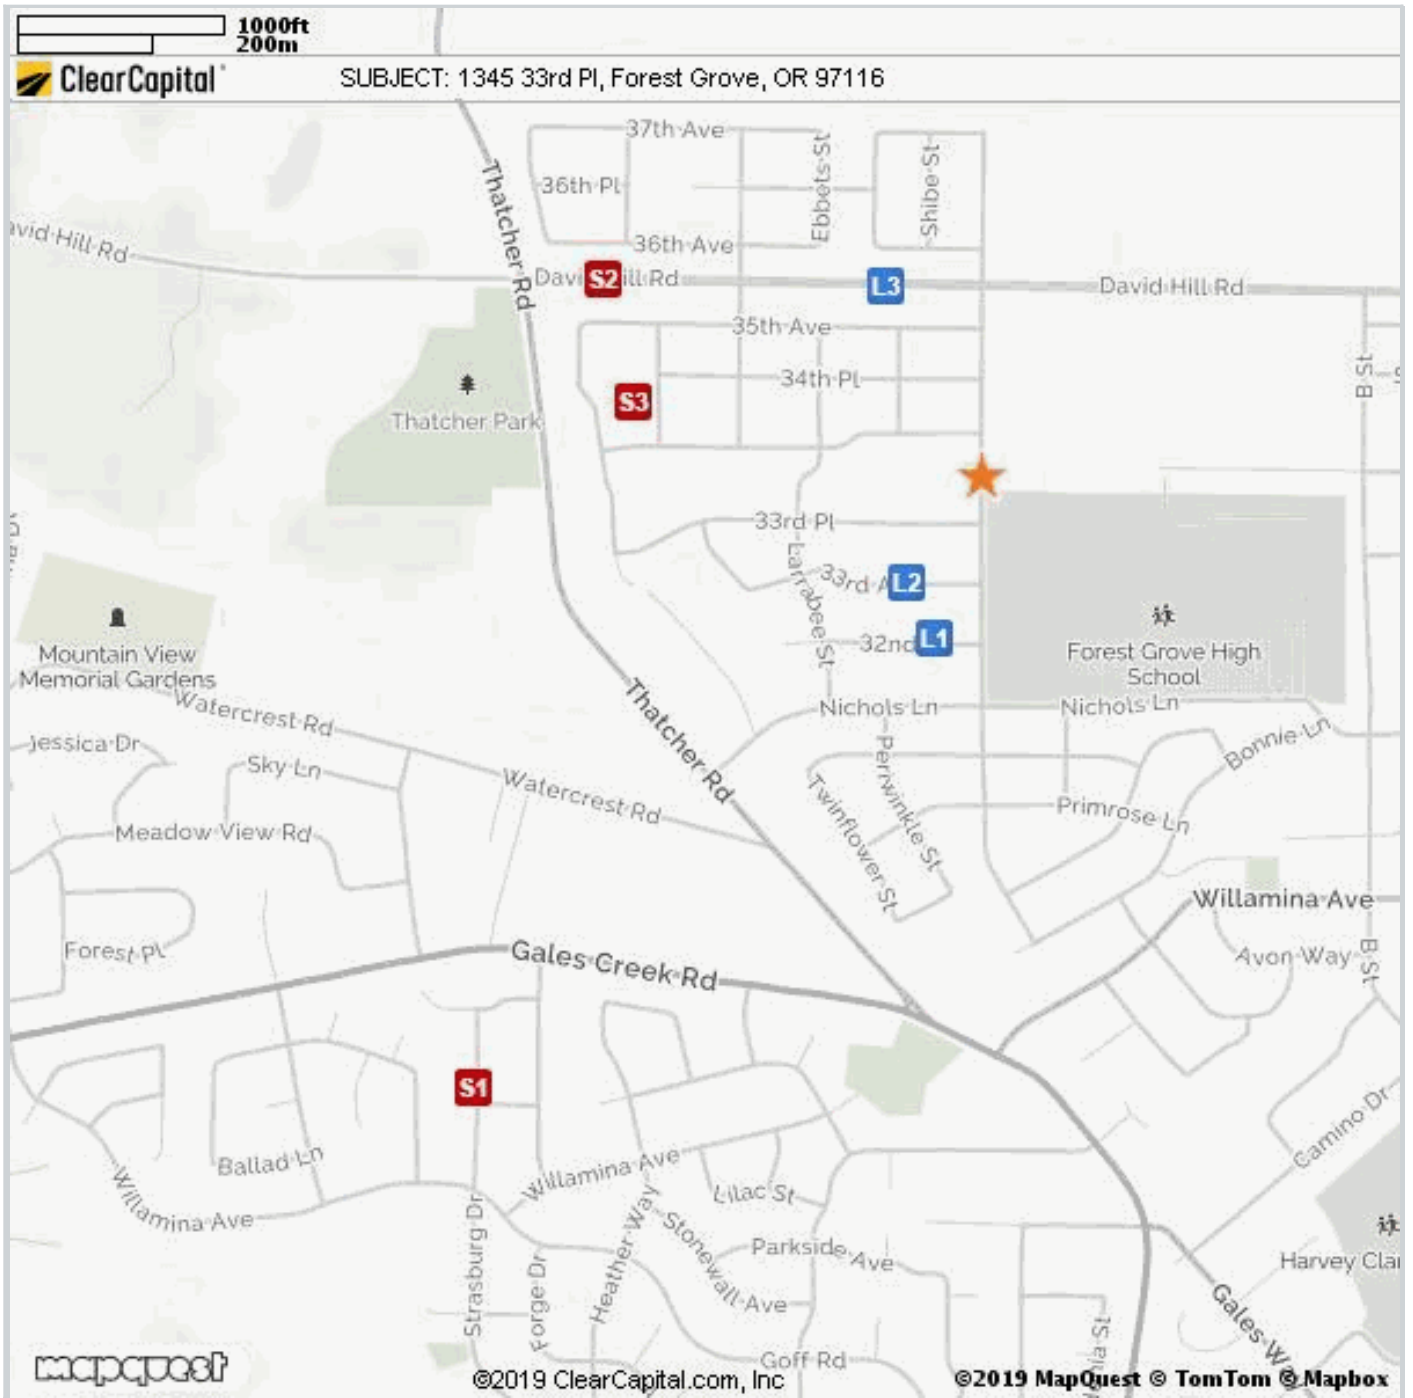 1000ft
200m
ClearCapital
SUBJECT: 1345 33rd Pl, Forest Grove, OR 97116
37th Ave
Thatcher Rd
36th Pl
Ebbets St
Shibe St
36th Ave
David Hill Rd
S2
L3
David Hill Rd
35th Ave
34th Pl
B St
S3
Thatcher Park
33rd Pl
Larrabee St
33rd
L2
32nd
L1
Forest Grove High
School
Mountain View
Memorial Gardens
Watercrest Rd
Thatcher Rd
Nichols Ln
Nichols Ln
Jessica Dr
Sky Ln
Periwinkle St
Bonnie Ln
Watercrest Rd
Twinflower St
Primrose Ln
Meadow View Rd
Willamina Ave
Forest Pl
Gales Creek Rd
Avon Way
B St
S1
Camino Dr
Ballad Ln
Willamina Ave
Willamina Ave
Lilac St
Strasburg Dr
Forge Dr
Heather Way
Stonewall Ave
Parkside Ave
Harvey Clar
Gales Wa
Goff Rd
mapquest
©2019 ClearCapital.com, Inc
©2019 MapQuest © TomTom © Mapbox